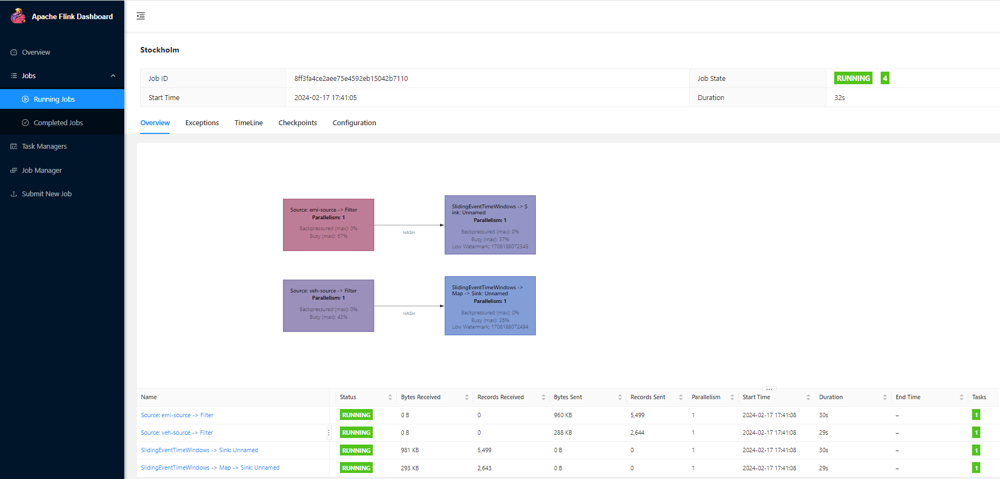 Apache Flink Dashboard
Overview
Jobs
Running Jobs
Completed Jobs
Task Managers
Job Manager
Submit New Job
Stockholm
Job ID 8ff3fa4ce2aee75e4592eb15042b7110 Job State RUNNING 4
Start Time 2024-02-17 17:41:05 Duration 32s
Overview Exceptions TimeLine Checkpoints Configuration
Source: emi-source -> Filter
Parallelism: 1
Backpressured (max): 0%
Busy (max): 67%
HASH
SlidingEventTimeWindows -> S
ink: Unnamed
Parallelism: 1
Backpressured (max): 0%
Busy (max): 37%
Low Watermark: 1708188072545
Source: veh-source -> Filter
Parallelism: 1
Backpressured (max): 0%
Busy (max): 43%
HASH
SlidingEventTimeWindows ->
Map -> Sink: Unnamed
Parallelism: 1
Backpressured (max): 0%
Busy (max): 26%
Low Watermark: 1708188072494
Name Status Bytes Received Records Received Bytes Sent Records Sent Parallelism Start Time Duration End Time Tasks
Source: emi-source -> Filter RUNNING 0 B 0 960 KB 5,499 1 2024-02-17 17:41:08 30s – 1
Source: veh-source -> Filter RUNNING 0 B 0 288 KB 2,644 1 2024-02-17 17:41:08 29s – 1
SlidingEventTimeWindows -> Sink: Unnamed RUNNING 981 KB 5,499 0 B 0 1 2024-02-17 17:41:08 30s – 1
SlidingEventTimeWindows -> Map -> Sink: Unnamed RUNNING 293 KB 2,643 0 B 0 1 2024-02-17 17:41:08 29s – 1